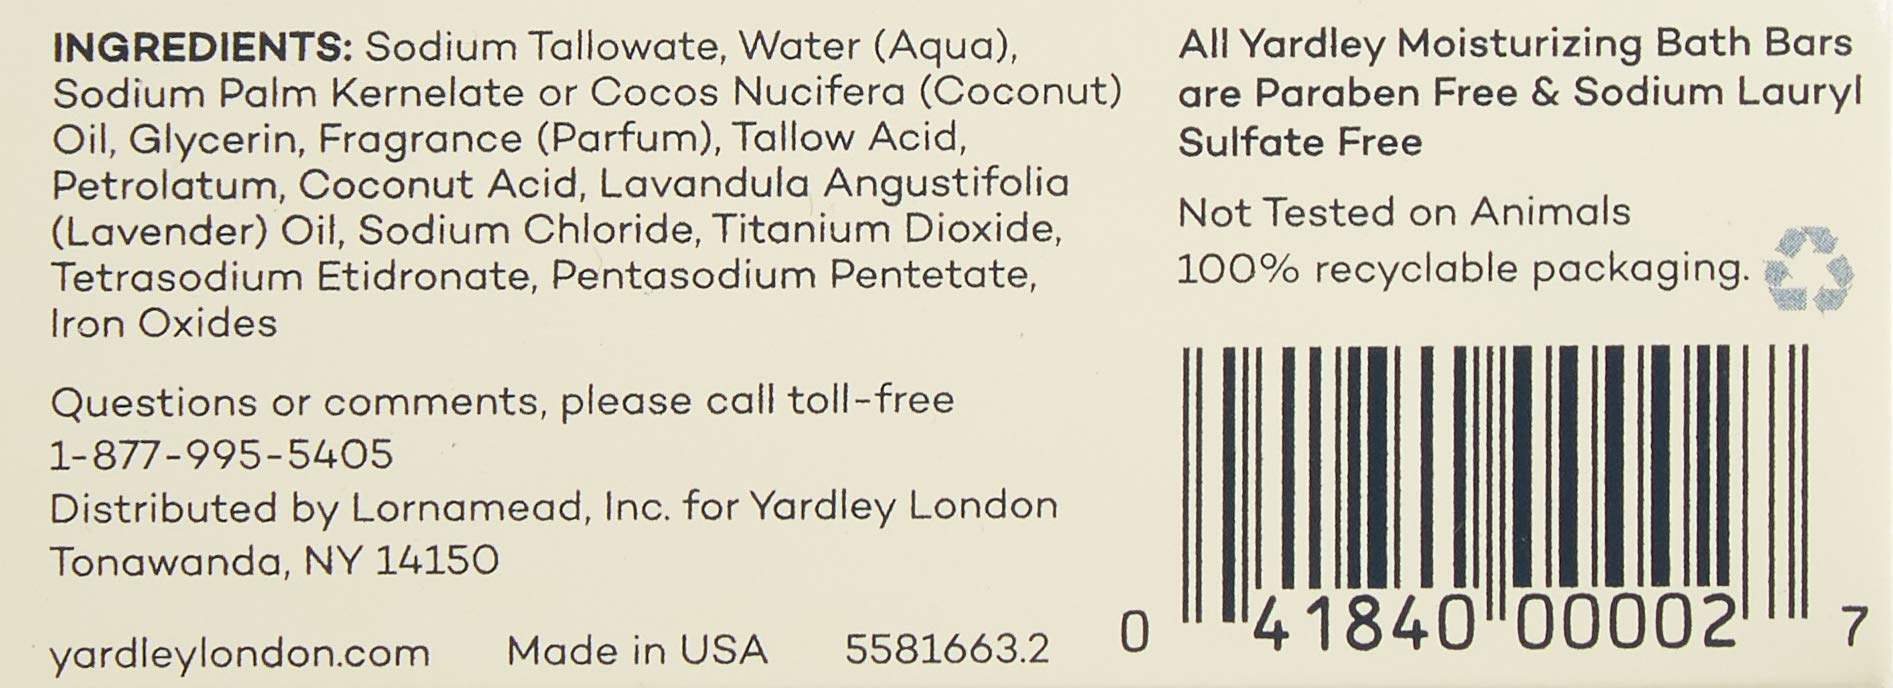 INGREDIENTS: Sodium Tallowate, Water (Aqua),
Sodium Palm Kernelate or Cocos Nucifera (Coconut)
Oil, Glycerin, Fragrance (Parfum), Tallow Acid,
Petrolatum, Coconut Acid, Lavandula Angustifolia
(Lavender) Oil, Sodium Chloride, Titanium Dioxide,
Tetrasodium Etidronate, Pentasodium Pentetate,
Iron Oxides
Questions or comments, please call toll-free
1-877-995-5405
Distributed by Lornamead, Inc. for Yardley London
Tonawanda, NY 14150
yardleylondon.com Made in USA 5581663.2
All Yardley Moisturizing Bath Bars
are Paraben Free & Sodium Lauryl
Sulfate Free
Not Tested on Animals
100% recyclable packaging.
0 41840 00002 7